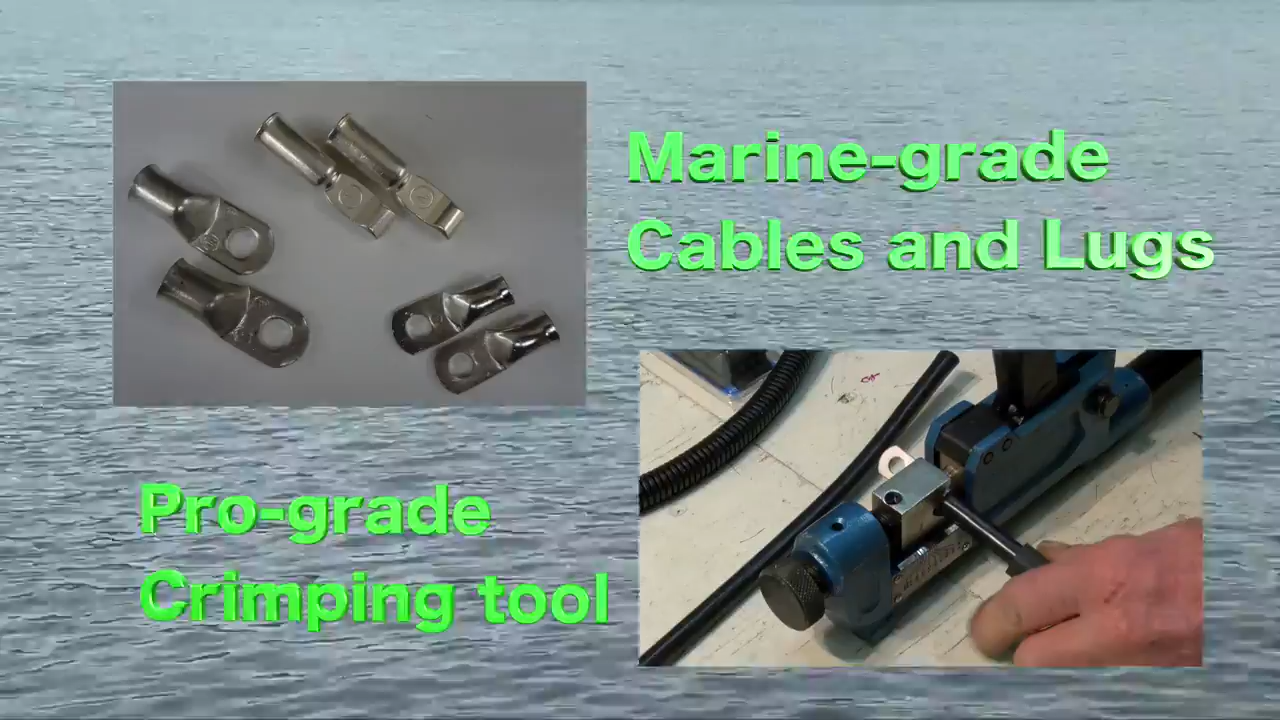 Marine-grade
Cables and Lugs
Pro-grade
Crimping tool